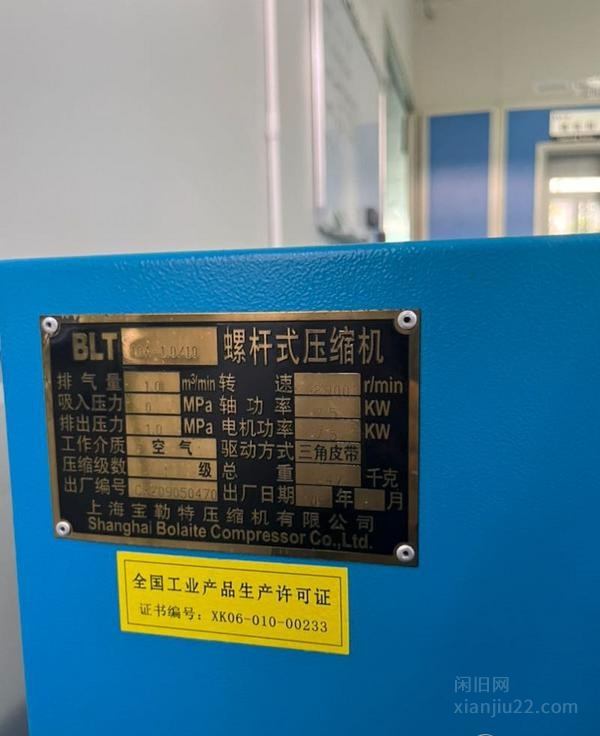 BLT 螺杆式压缩机
排气量 1.0 m³/min 转速 r/min
吸入压力 0 MPa 轴功率 7.5 KW
排出压力 1.0 MPa 电机功率 7.5 KW
工作介质 空气 驱动方式 三角皮带
压缩级数 1 级 总重 千克
出厂编号 出厂日期 年 月
上海宝勒特压缩机有限公司
Shanghai Bolaite Compressor Co.,Ltd.
全国工业产品生产许可证
证书编号：XK06-010-00233
闲旧网
xianjiu22.com